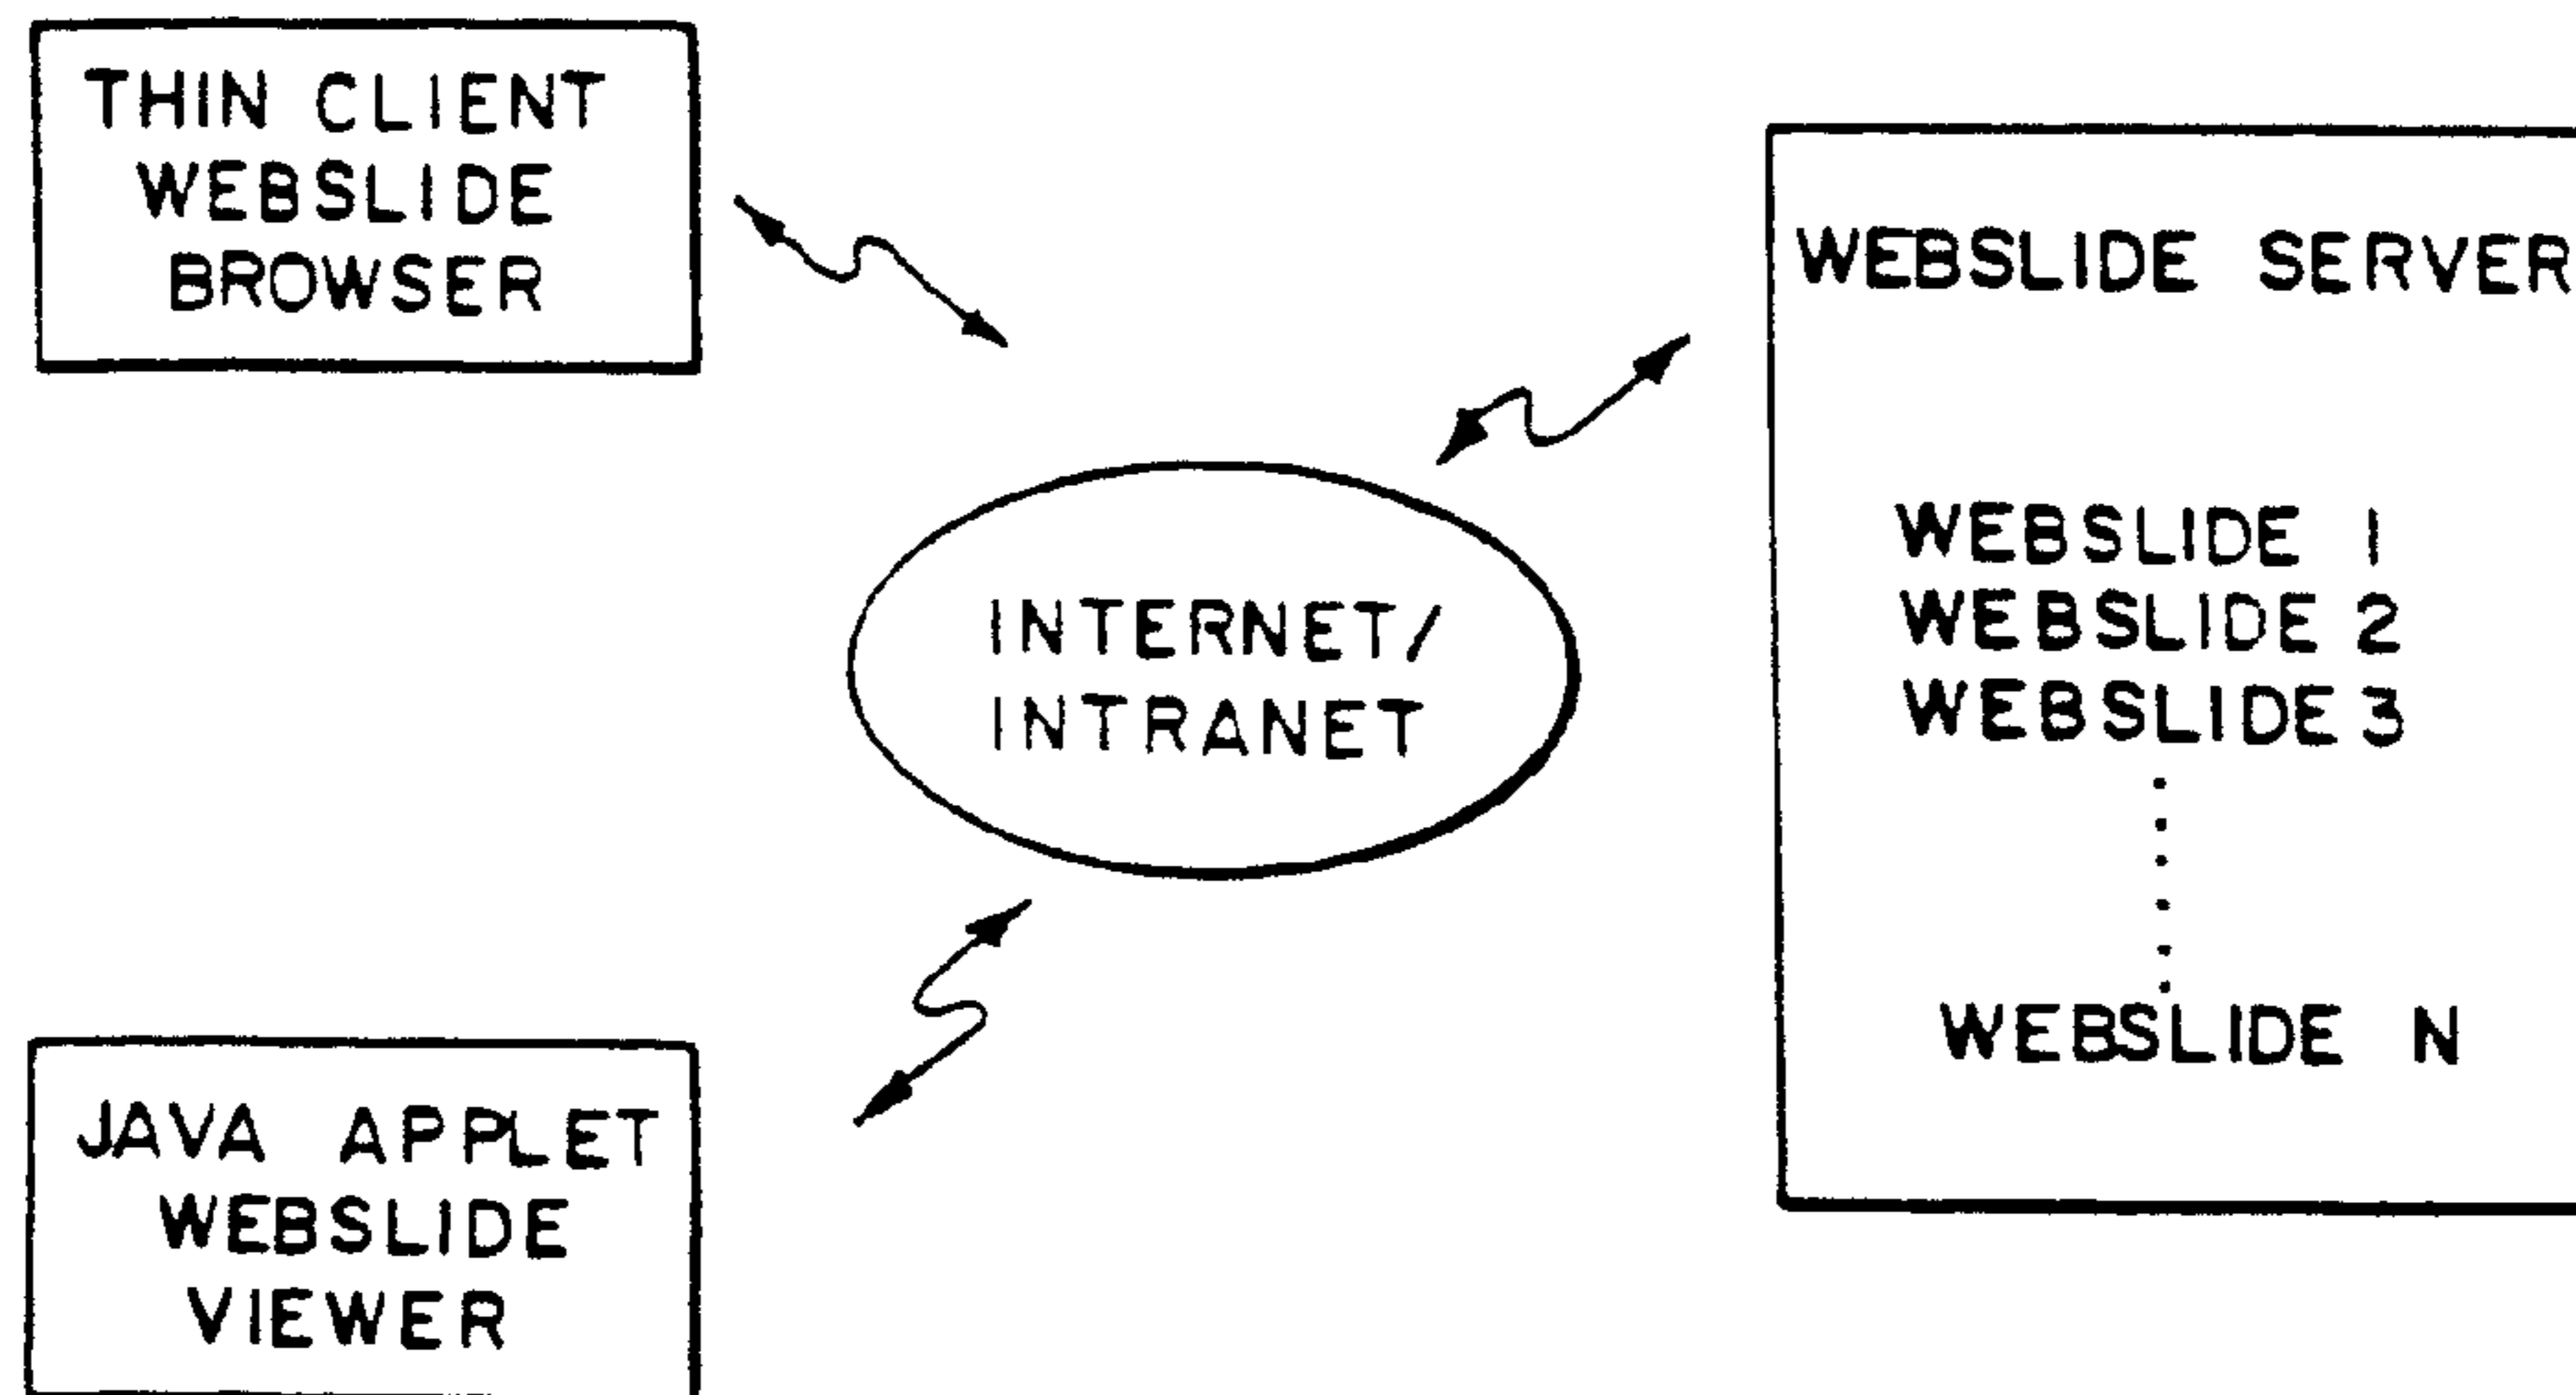 THIN CLIENT
WEBSLIDE
BROWSER
WEBSLIDE SERVER
WEBSLIDE 1
WEBSLIDE 2
WEBSLIDE 3
WEBSLIDE N
INTERNET/
INTRANET
JAVA APPLET
WEBSLIDE
VIEWER